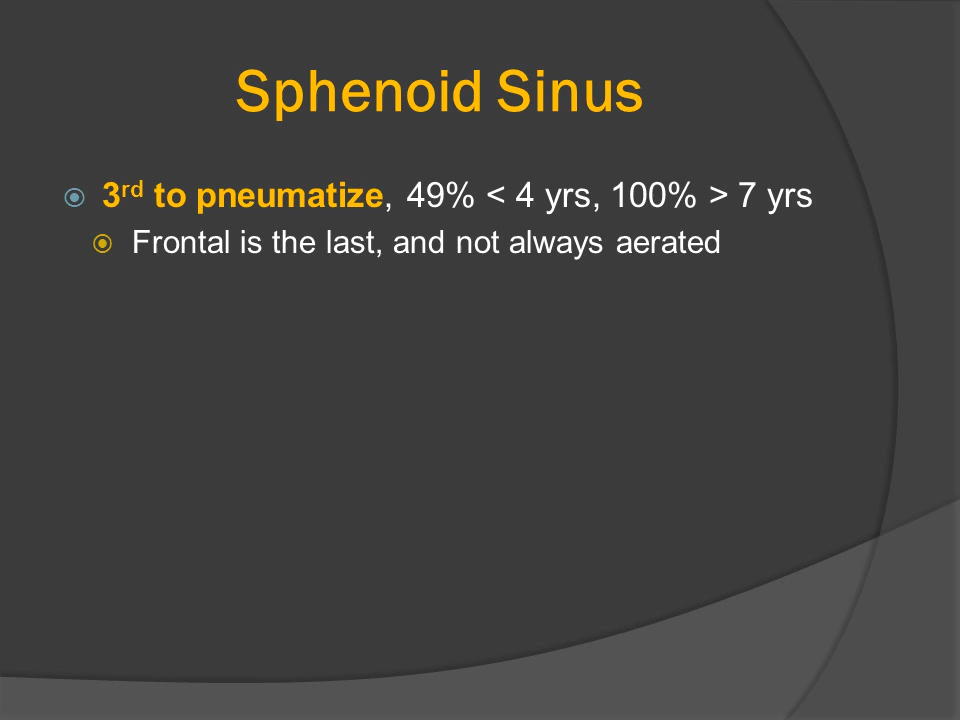 Sphenoid Sinus
3rd to pneumatize, 49% < 4 yrs, 100% > 7 yrs
Frontal is the last, and not always aerated